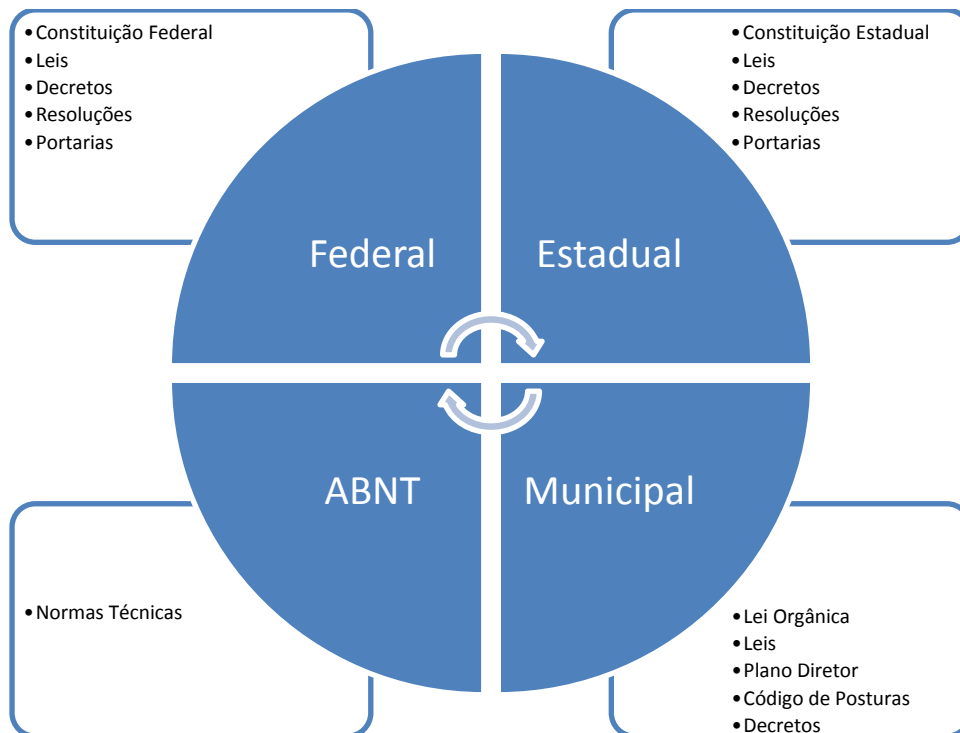 •Constituição Federal
•Leis
•Decretos
•Resoluções
•Portarias
•Constituição Estadual
•Leis
•Decretos
•Resoluções
•Portarias
Federal
Estadual
ABNT
Municipal
•Normas Técnicas
•Lei Orgânica
•Leis
•Plano Diretor
•Código de Posturas
•Decretos